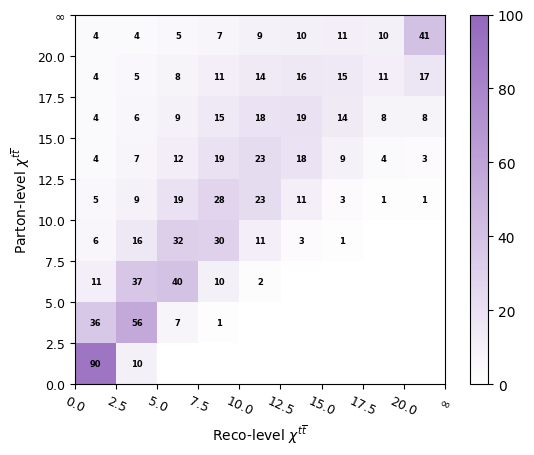 ∞
4 4 5 7 9 10 11 10 41
20.0
4 5 8 11 14 16 15 11 17
17.5
4 6 9 15 18 19 14 8 8
15.0
4 7 12 19 23 18 9 4 3
12.5
5 9 19 28 23 11 3 1 1
10.0
6 16 32 30 11 3 1
7.5
11 37 40 10 2
5.0
36 56 7 1
2.5
90 10
0.0
Parton-level χ^{tt̅}
0.0 2.5 5.0 7.5 10.0 12.5 15.0 17.5 20.0 ∞
Reco-level χ^{tt̅}
100
80
60
40
20
0